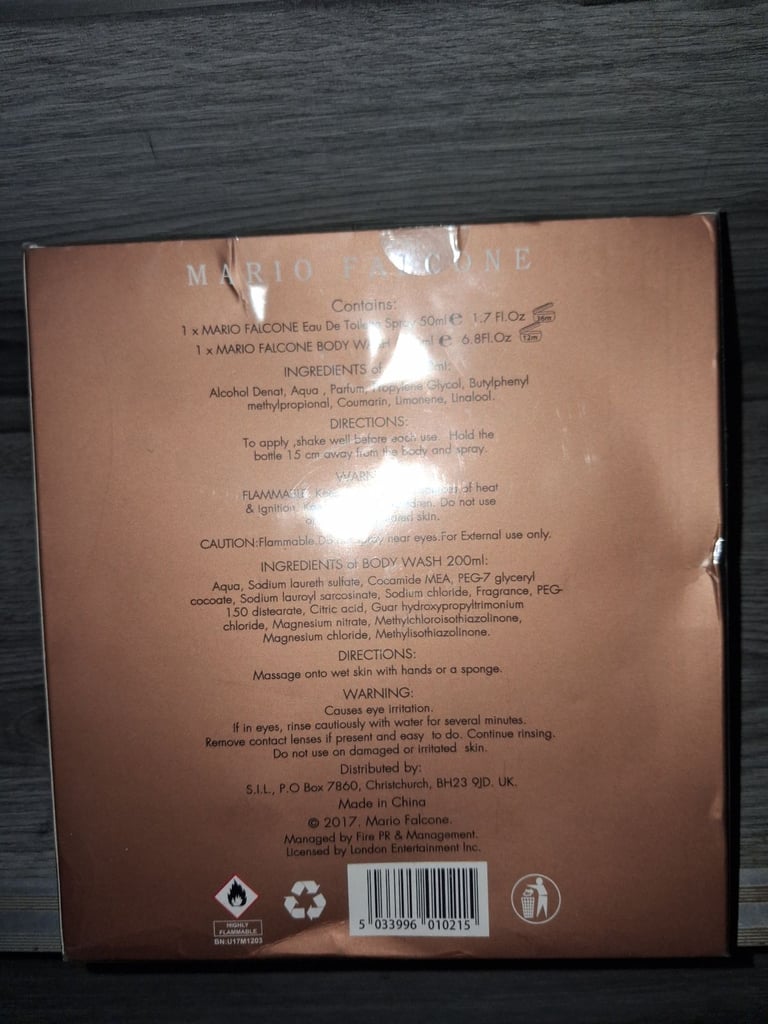 MARIO FALCONE
Contains:
1 x MARIO FALCONE Eau De Toilette Spray 50ml e 1.7 Fl.Oz 36m
1 x MARIO FALCONE BODY WASH e 6.8Fl.Oz 12m
INGREDIENTS of
Alcohol Denat, Aqua , Parfum, Propylene Glycol, Butylphenyl
methylpropional, Coumarin, Limonene, Linalool.
DIRECTIONS:
To apply ,shake well before each use. Hold the
bottle 15 cm away from the body and spray.
FLAMMABLE. of heat
& Ignition. Do not use
skin.
CAUTION:Flammable. near eyes.For External use only.
INGREDIENTS of BODY WASH 200ml:
Aqua, Sodium laureth sulfate, Cocamide MEA, PEG-7 glyceryl
cocoate, Sodium lauroyl sarcosinate, Sodium chloride, Fragrance, PEG-
150 distearate, Citric acid, Guar hydroxypropyltrimonium
chloride, Magnesium nitrate, Methylchloroisothiazolinone,
Magnesium chloride, Methylisothiazolinone.
DIRECTIONS:
Massage onto wet skin with hands or a sponge.
WARNING:
Causes eye irritation.
If in eyes, rinse cautiously with water for several minutes.
Remove contact lenses if present and easy to do. Continue rinsing.
Do not use on damaged or irritated skin.
Distributed by:
S.I.L., P.O Box 7860, Christchurch, BH23 9JD. UK.
Made in China
© 2017. Mario Falcone.
Managed by Fire PR & Management.
Licensed by London Entertainment Inc.
HIGHLY
FLAMMABLE
BN:U17M1203
5 033996 010215